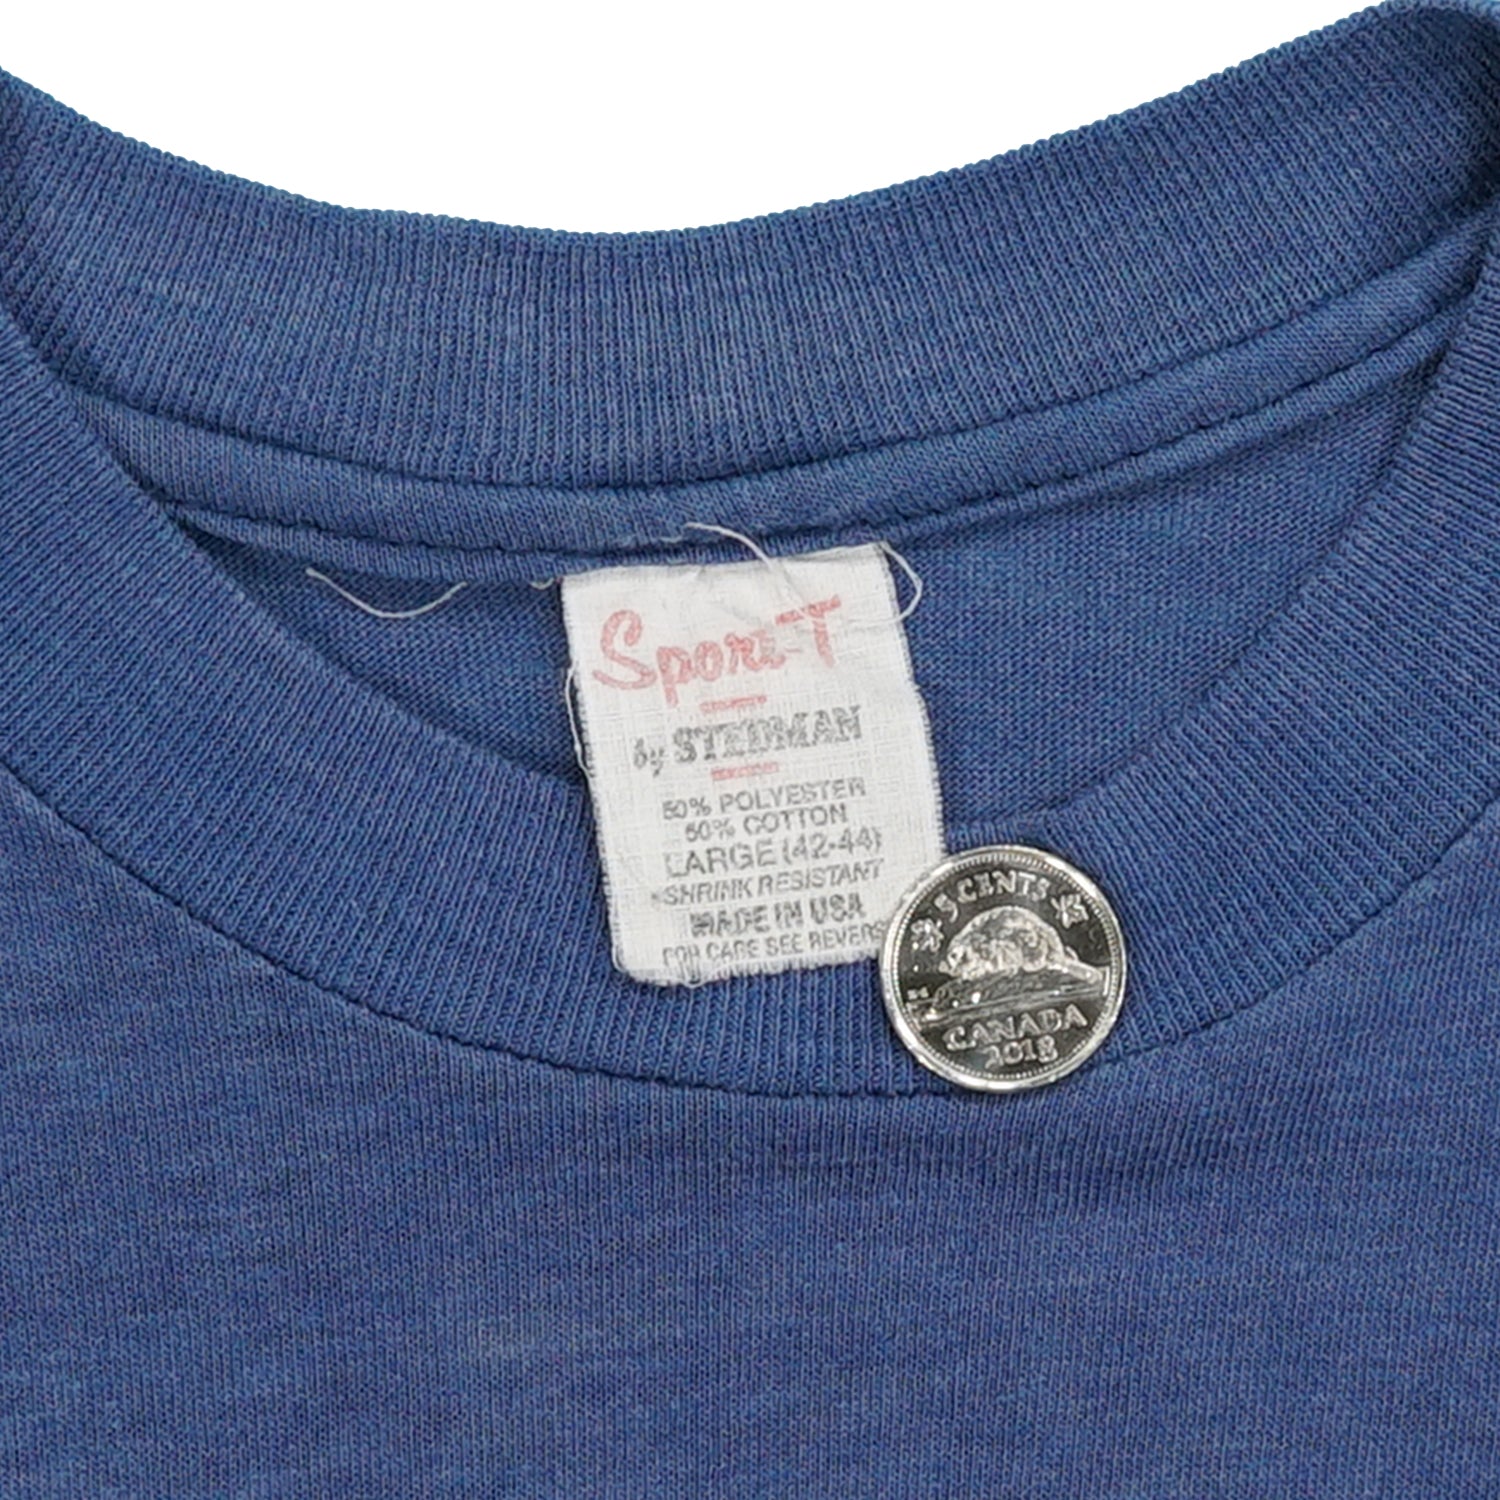 Sport-T
by STEDMAN
50% POLYESTER
50% COTTON
LARGE (42-44)
SHRINK RESISTANT
MADE IN USA
FOR CARE SEE REVERS
5 CENTS
CANADA
2018